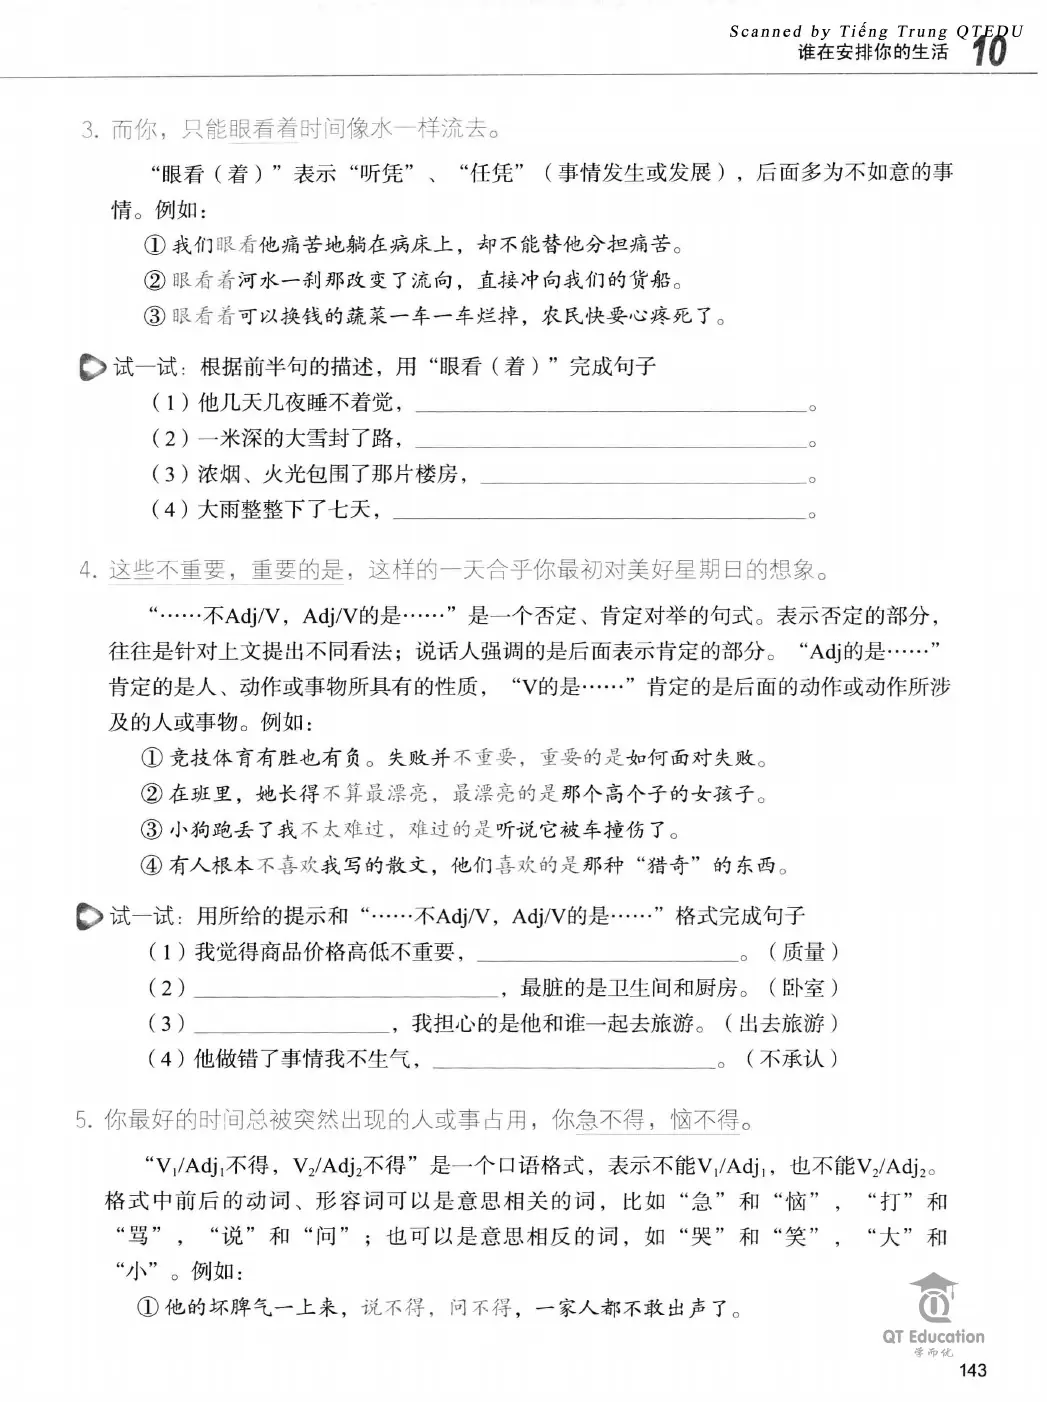 Scanned by Tiếng Trung QTEDU
谁在安排你的生活 10
3. 而你，只能眼看着时间像水一样流去。
“眼看（着）”表示“听凭”、“任凭”（事情发生或发展），后面多为不如意的事
情。例如：
① 我们眼看他痛苦地躺在病床上，却不能替他分担痛苦。
② 眼看着河水一刹那改变了流向，直接冲向我们的货船。
③ 眼看着可以换钱的蔬菜一车一车烂掉，农民快要心疼死了。
试一试：根据前半句的描述，用“眼看（着）”完成句子
（1）他几天几夜睡不着觉，______。
（2）一米深的大雪封了路，______。
（3）浓烟、火光包围了那片楼房，______。
（4）大雨整整下了七天，______。
4. 这些不重要，重要的是，这样的一天合乎你最初对美好星期日的想象。
“……不Adj/V，Adj/V的是……”是一个否定、肯定对举的句式。表示否定的部分，
往往是针对上文提出不同看法；说话人强调的是后面表示肯定的部分。“Adj的是……”
肯定的是人、动作或事物所具有的性质，“V的是……”肯定的是后面的动作或动作所涉
及的人或事物。例如：
① 竞技体育有胜也有负。失败并不重要，重要的是如何面对失败。
② 在班里，她长得不算最漂亮，最漂亮的是那个高个子的女孩子。
③ 小狗跑丢了我不太难过，难过的是听说它被车撞伤了。
④ 有人根本不喜欢我写的散文，他们喜欢的是那种“猎奇”的东西。
试一试：用所给的提示和“……不Adj/V，Adj/V的是……”格式完成句子
（1）我觉得商品价格高低不重要，______。（质量）
（2）______，最脏的是卫生间和厨房。（卧室）
（3）______，我担心的是他和谁一起去旅游。（出去旅游）
（4）他做错了事情我不生气，______。（不承认）
5. 你最好的时间总被突然出现的人或事占用，你急不得，恼不得。
“V₁/Adj₁不得，V₂/Adj₂不得”是一个口语格式，表示不能V₁/Adj₁，也不能V₂/Adj₂。
格式中前后的动词、形容词可以是意思相关的词，比如“急”和“恼”，“打”和
“骂”，“说”和“问”；也可以是意思相反的词，如“哭”和“笑”，“大”和
“小”。例如：
① 他的坏脾气一上来，说不得，问不得，一家人都不敢出声了。
QT Education
学而优
143